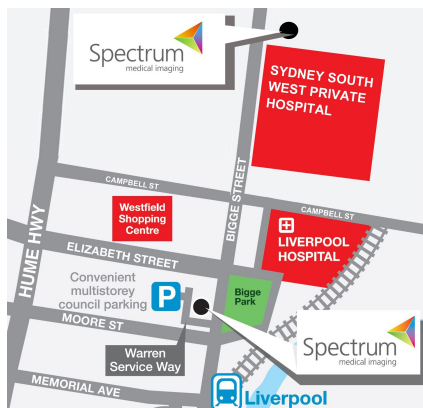 Spectrum
medical imaging
SYDNEY SOUTH
WEST PRIVATE
HOSPITAL
CAMPBELL ST
BIGGE STREET
HUME HWY
Westfield
Shopping
Centre
CAMPBELL ST
LIVERPOOL
HOSPITAL
ELIZABETH STREET
Convenient
multistorey
council parking
P
Bigge
Park
MOORE ST
Warren
Service Way
Spectrum
medical imaging
MEMORIAL AVE
Liverpool